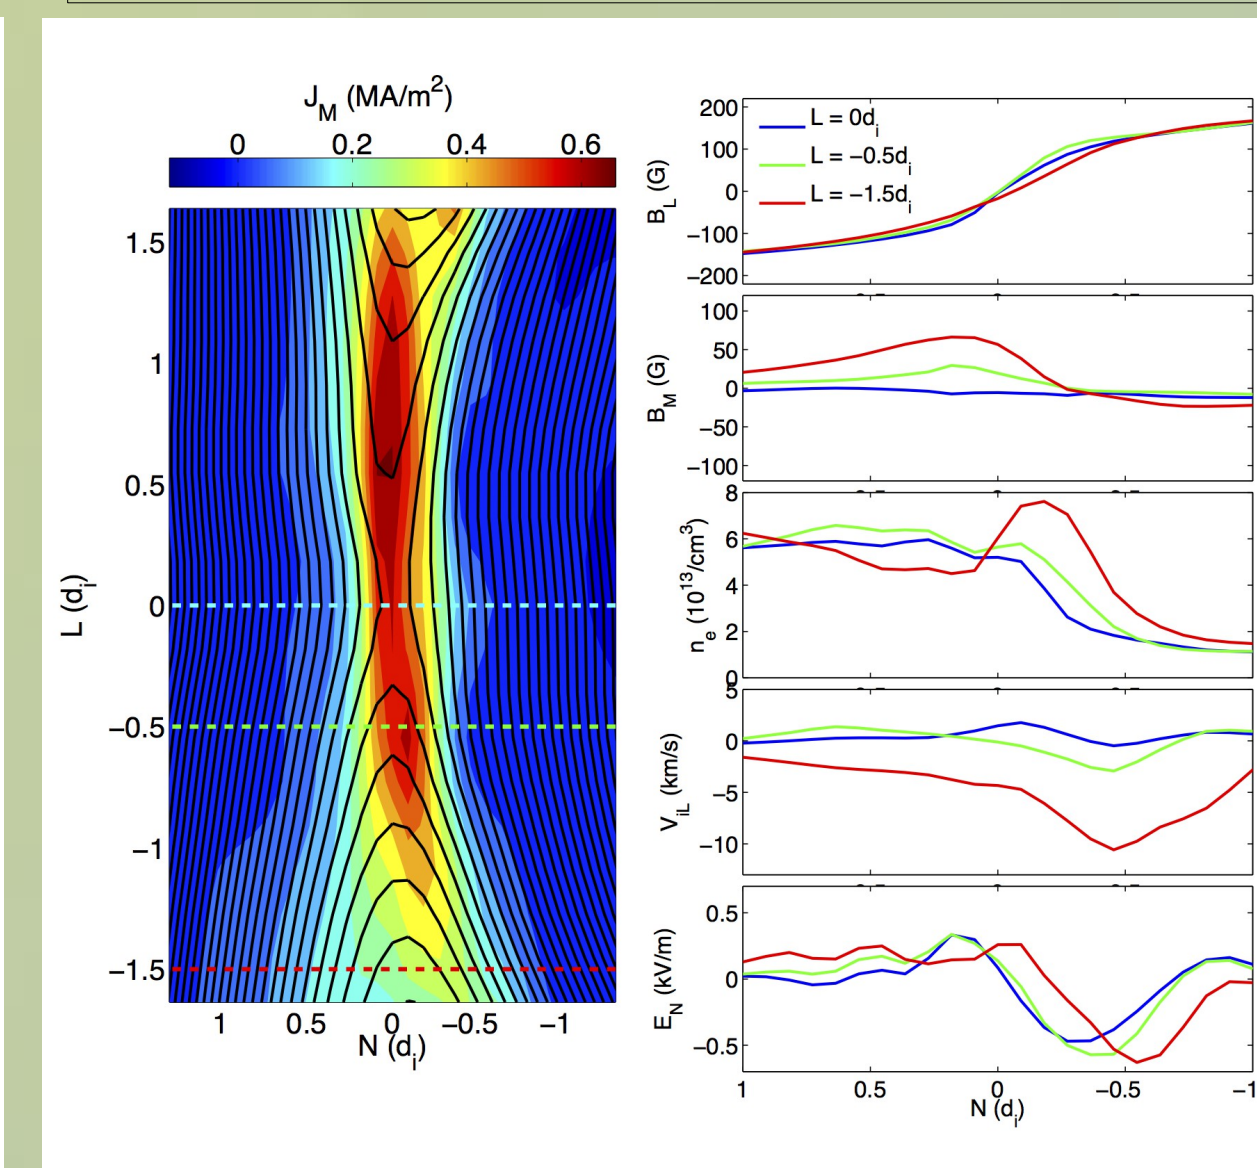 J_M (MA/m^2)
0 0.2 0.4 0.6
L (d_i)
1.5
1
0.5
0
−0.5
−1
−1.5
1 0.5 0 −0.5 −1
N (d_i)
B_L (G)
200
100
0
−100
−200
L = 0d_i
L = −0.5d_i
L = −1.5d_i
B_M (G)
100
50
0
−50
−100
n_e (10^13/cm^3)
8
6
4
2
0
V_iL (km/s)
5
0
−5
−10
E_N (kV/m)
0.5
0
−0.5
1 0.5 0 −0.5 −1
N (d_i)